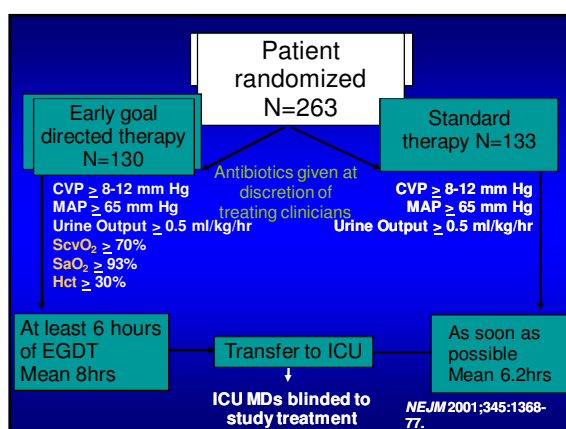 Patient
randomized
N=263
Early goal
directed therapy
N=130
Standard
therapy N=133
Antibiotics given at
discretion of
treating clinicians
CVP ≥ 8-12 mm Hg
MAP ≥ 65 mm Hg
Urine Output ≥ 0.5 ml/kg/hr
ScvO₂ ≥ 70%
SaO₂ ≥ 93%
Hct ≥ 30%
CVP ≥ 8-12 mm Hg
MAP ≥ 65 mm Hg
Urine Output ≥ 0.5 ml/kg/hr
At least 6 hours
of EGDT
Mean 8hrs
Transfer to ICU
As soon as
possible
Mean 6.2hrs
ICU MDs blinded to
study treatment
NEJM 2001;345:1368-
77.